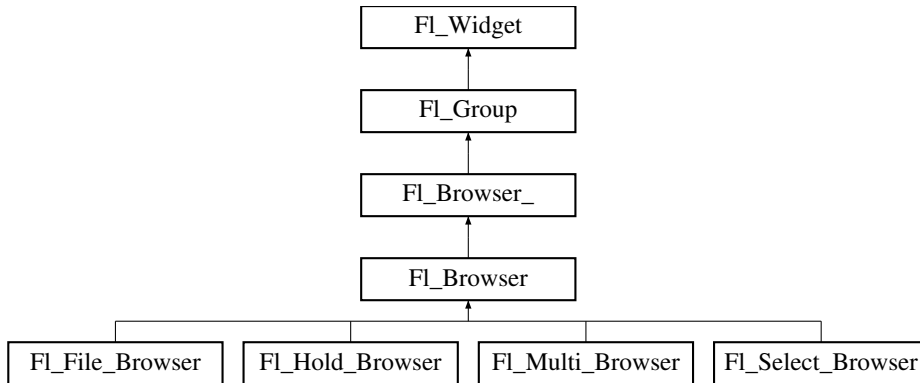 Fl_Widget
Fl_Group
Fl_Browser_
Fl_Browser
Fl_File_Browser Fl_Hold_Browser Fl_Multi_Browser Fl_Select_Browser